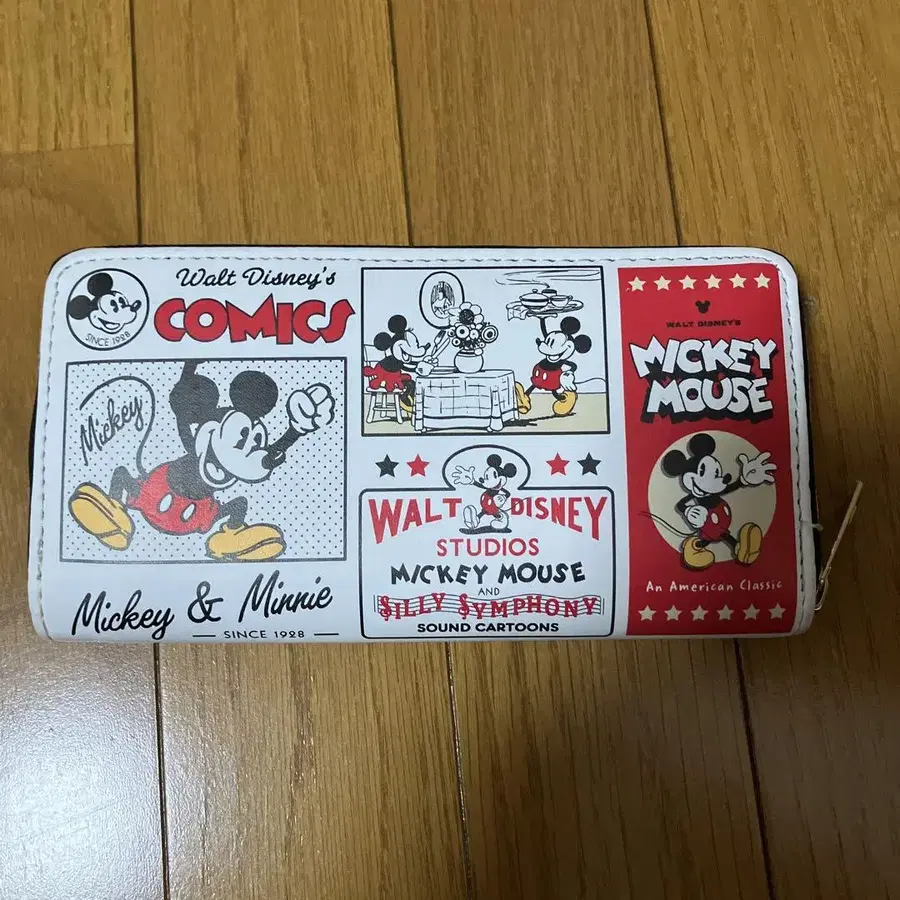 Walt Disney's
COMICS
SINCE 1928
Mickey
Mickey & Minnie
SINCE 1928
WALT DISNEY
STUDIOS
MICKEY MOUSE
AND
SILLY SYMPHONY
SOUND CARTOONS
WALT DISNEY'S
MICKEY
MOUSE
An American Classic